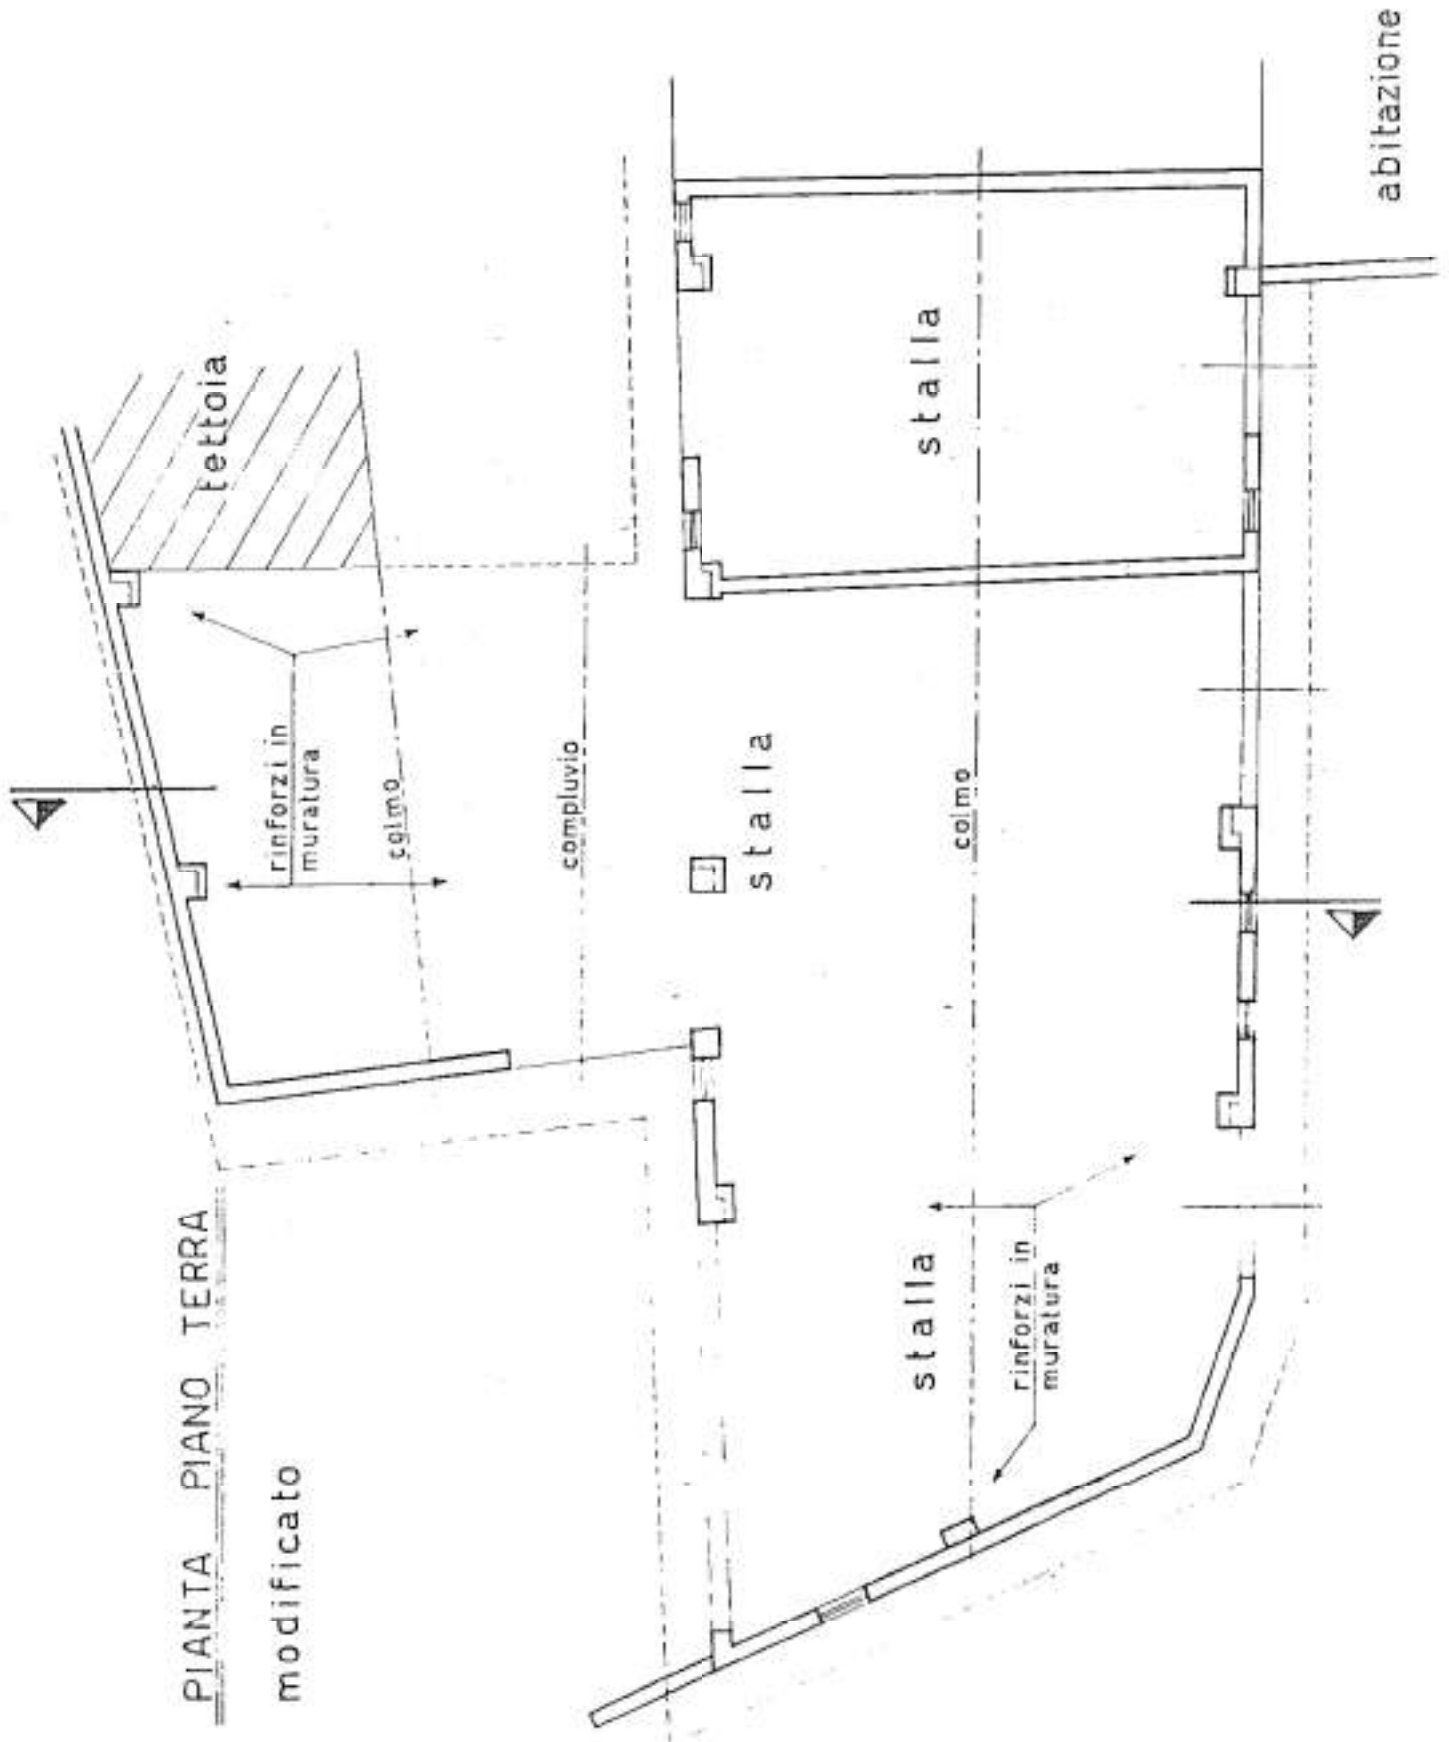 PIANTA PIANO TERRA
modificato
tettoia
rinforzi in
muratura
colmo
compluvio
stalla
stalla
colmo
stalla
rinforzi in
muratura
abitazione